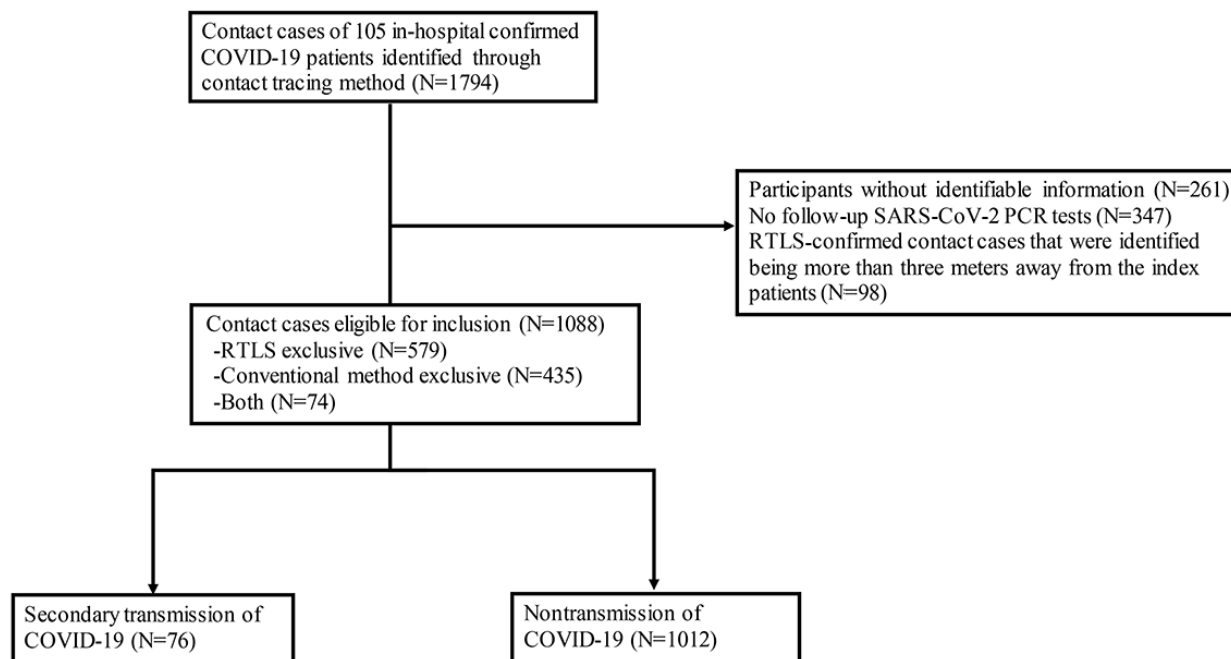 Contact cases of 105 in-hospital confirmed
COVID-19 patients identified through
contact tracing method (N=1794)
Participants without identifiable information (N=261)
No follow-up SARS-CoV-2 PCR tests (N=347)
RTLS-confirmed contact cases that were identified
being more than three meters away from the index
patients (N=98)
Contact cases eligible for inclusion (N=1088)
-RTLS exclusive (N=579)
-Conventional method exclusive (N=435)
-Both (N=74)
Secondary transmission of
COVID-19 (N=76)
Nontransmission of
COVID-19 (N=1012)